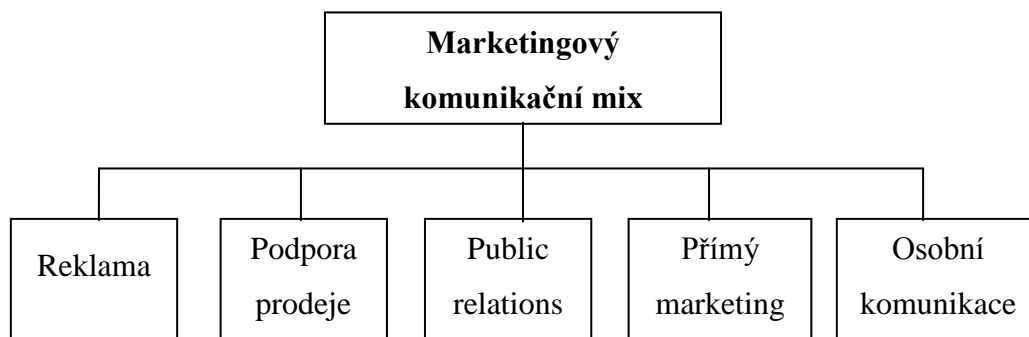 Marketingový
komunikační mix
Reklama
Podpora
prodeje
Public
relations
Přímý
marketing
Osobní
komunikace